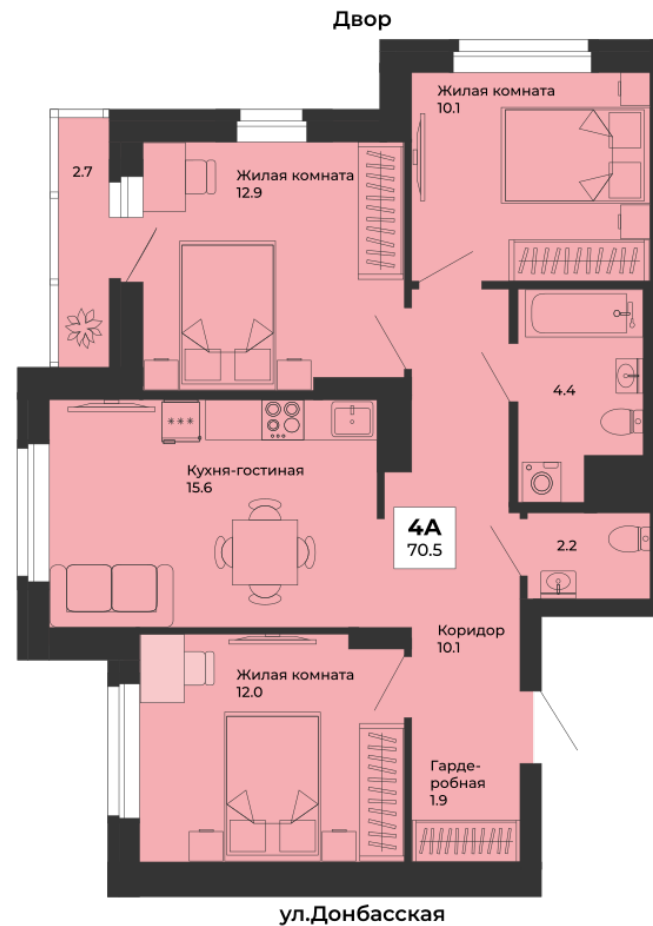 Двор
Жилая комната
10.1
2.7
Жилая комната
12.9
4.4
Кухня-гостиная
15.6
4А
70.5
2.2
Коридор
10.1
Жилая комната
12.0
Гарде-
робная
1.9
ул.Донбасская